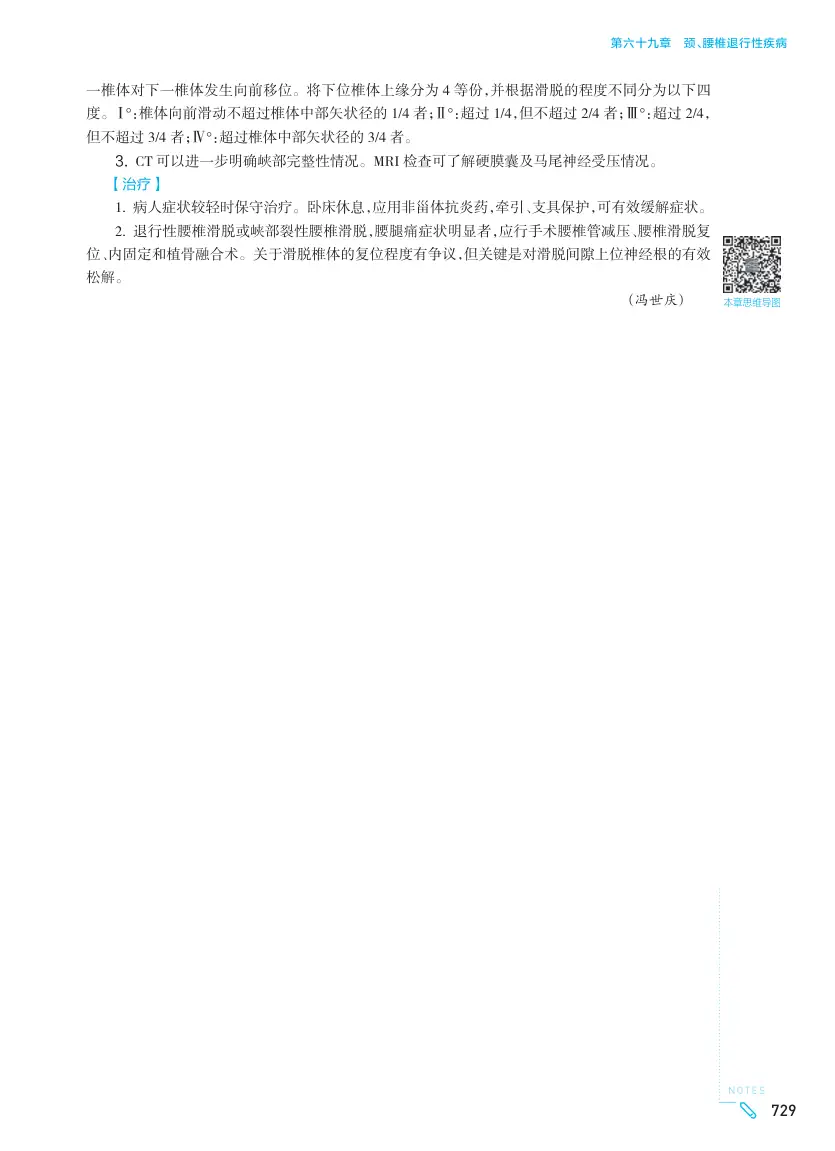 第六十九章 颈、腰椎退行性疾病
一椎体对下一椎体发生向前移位。将下位椎体上缘分为 4 等份,并根据滑脱的程度不同分为以下四
度。Ⅰ°:椎体向前滑动不超过椎体中部矢状径的 1/4 者;Ⅱ°:超过 1/4,但不超过 2/4 者;Ⅲ°:超过 2/4,
但不超过 3/4 者;Ⅳ°:超过椎体中部矢状径的 3/4 者。
3. CT 可以进一步明确峡部完整性情况。MRI 检查可了解硬膜囊及马尾神经受压情况。
【治疗】
1. 病人症状较轻时保守治疗。卧床休息,应用非甾体抗炎药,牵引、支具保护,可有效缓解症状。
2. 退行性腰椎滑脱或峡部裂性腰椎滑脱,腰腿痛症状明显者,应行手术腰椎管减压、腰椎滑脱复
位、内固定和植骨融合术。关于滑脱椎体的复位程度有争议,但关键是对滑脱间隙上位神经根的有效
松解。
(冯世庆)
本章思维导图
NOTES
729